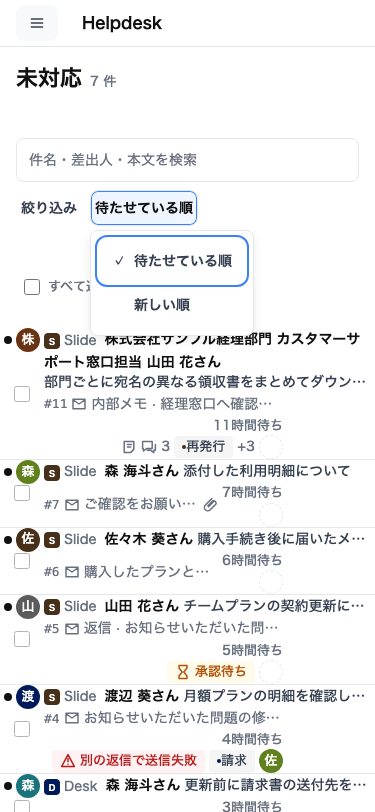 Helpdesk
未対応 7 件
件名・差出人・本文を検索
絞り込み 待たせている順
✓ 待たせている順
新しい順
すべて
株 S Slide 株式会社サンプル経理部門 カスタマーサ
ポート窓口担当 山田 花さん
部門ごとに宛名の異なる領収書をまとめてダウン…
#11 内部メモ · 経理窓口へ確認…
11時間待ち
3 •再発行 +3
森 S Slide 森 海斗さん 添付した利用明細について
7時間待ち
#7 ご確認をお願い…
佐 S Slide 佐々木 葵さん 購入手続き後に届いたメ…
6時間待ち
#6 購入したプランと…
山 S Slide 山田 花さん チームプランの契約更新に…
#5 返信 · お知らせいただいた問…
5時間待ち
承認待ち
渡 S Slide 渡辺 葵さん 月額プランの明細を確認し…
#4 お知らせいただいた問題の修…
4時間待ち
別の返信で送信失敗 •請求 佐
森 D Desk 森 海斗さん 更新前に請求書の送付先を…
3時間待ち